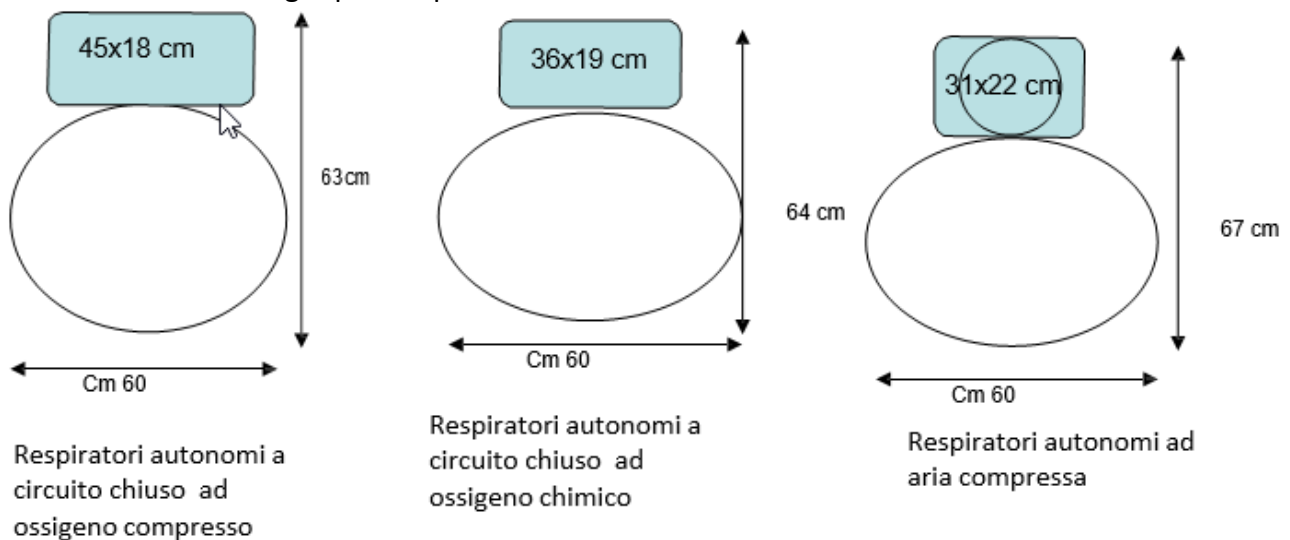 45x18 cm
63cm
Cm 60
Respiratori autonomi a
circuito chiuso ad
ossigeno compresso
36x19 cm
64 cm
Cm 60
Respiratori autonomi a
circuito chiuso ad
ossigeno chimico
31x22 cm
67 cm
Cm 60
Respiratori autonomi ad
aria compressa